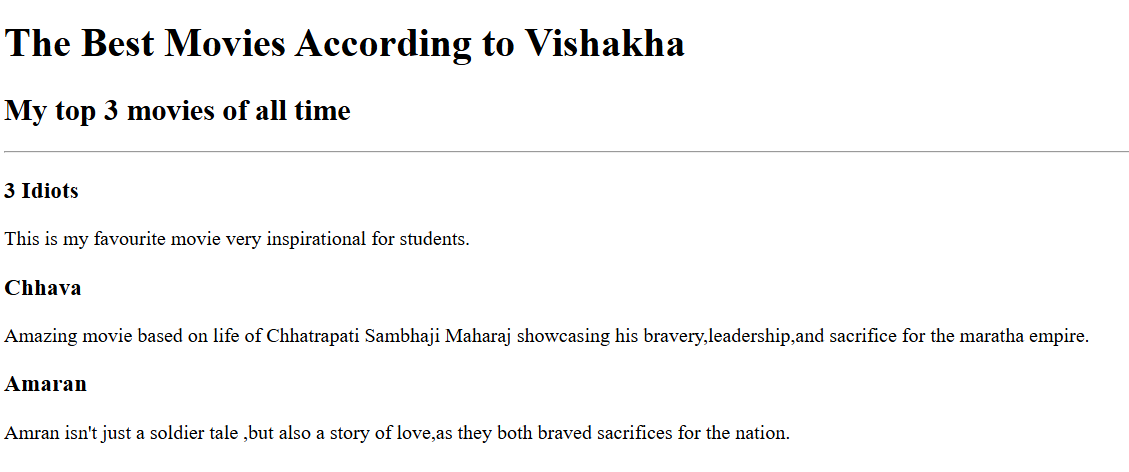 The Best Movies According to Vishakha
My top 3 movies of all time
3 Idiots
This is my favourite movie very inspirational for students.
Chhava
Amazing movie based on life of Chhatrapati Sambhaji Maharaj showcasing his bravery,leadership,and sacrifice for the maratha empire.
Amaran
Amran isn't just a soldier tale ,but also a story of love,as they both braved sacrifices for the nation.